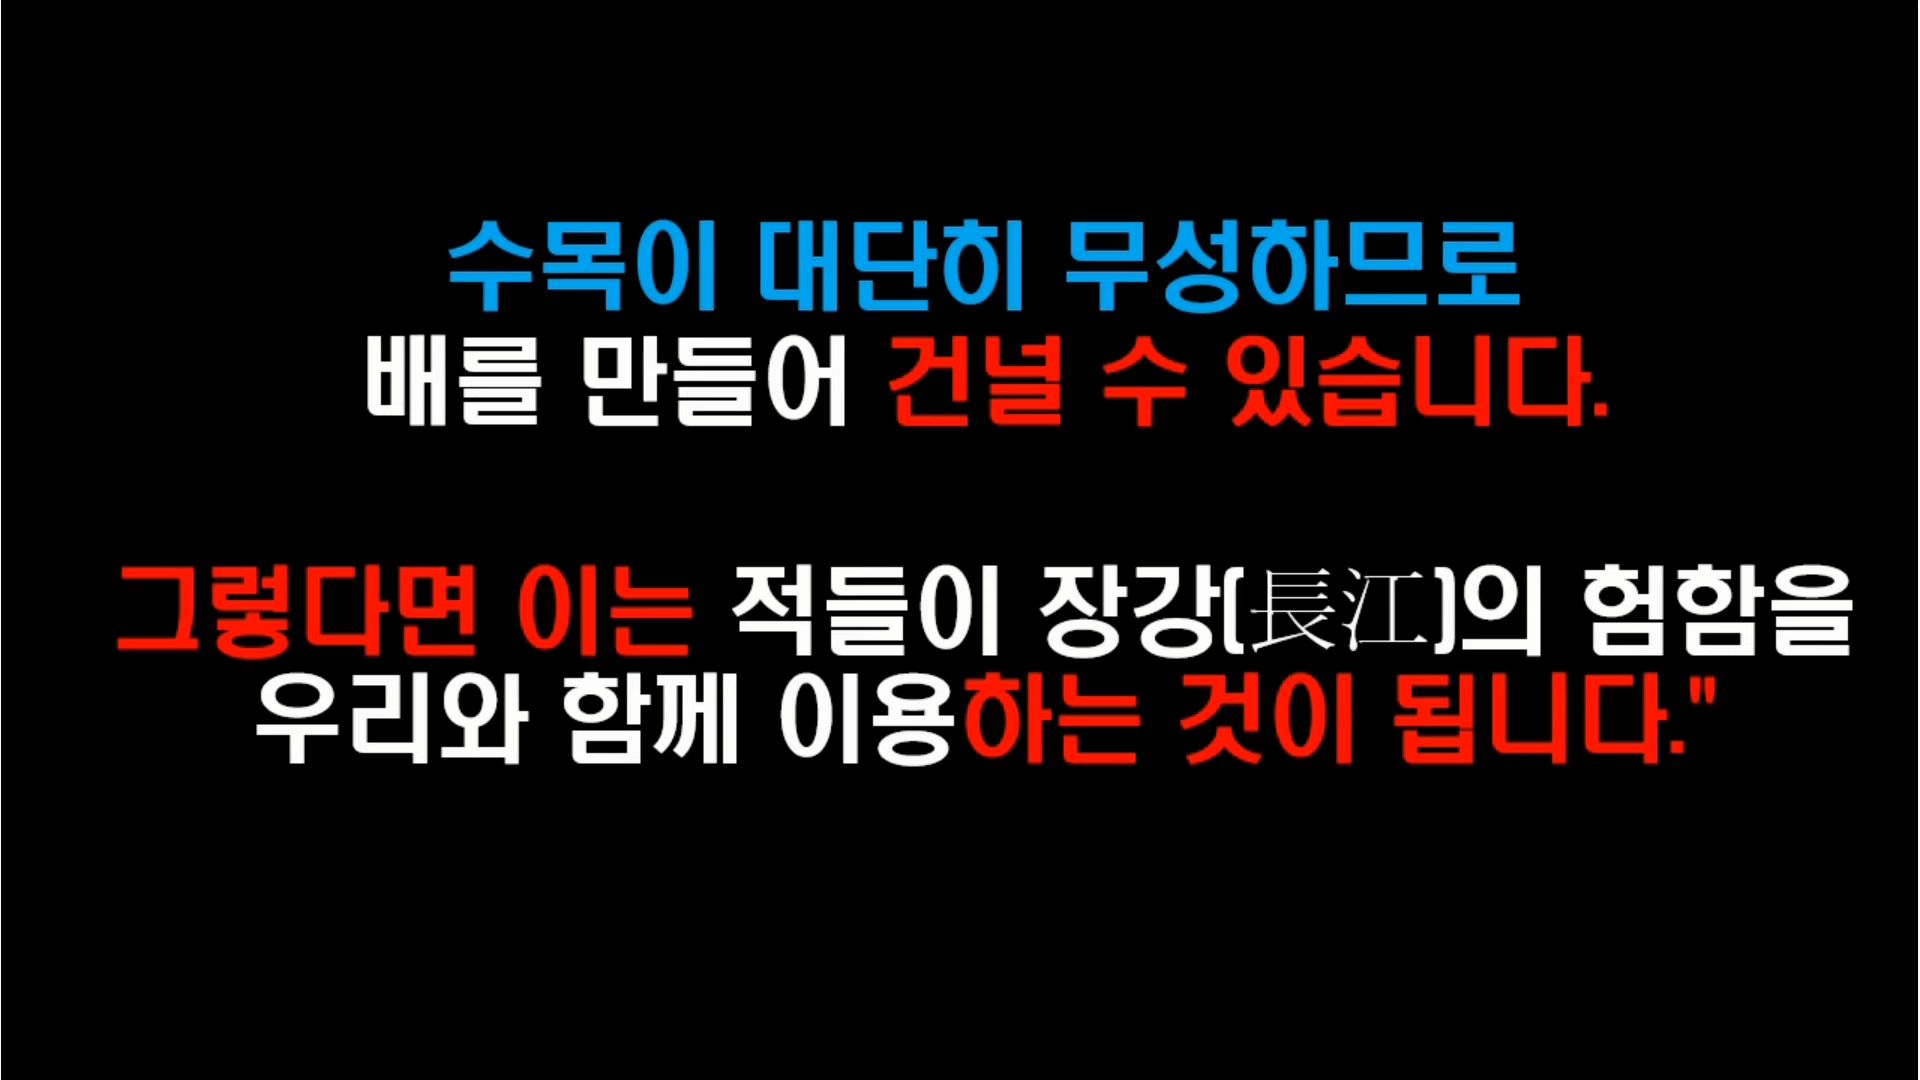 수목이 대단히 무성하므로
배를 만들어 건널 수 있습니다.
그렇다면 이는 적들이 장강(長江)의 험함을
우리와 함께 이용하는 것이 됩니다."